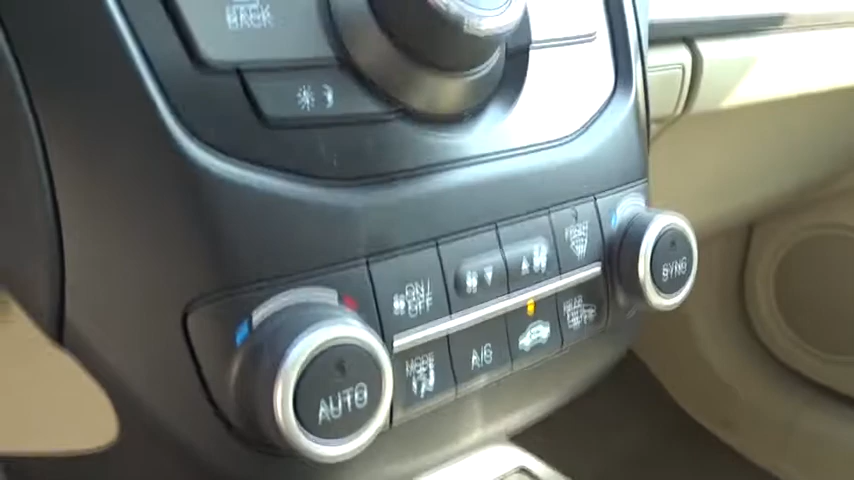 BACK
ON/
OFF
FRONT
MODE
A/C
REAR
AUTO
SYNC